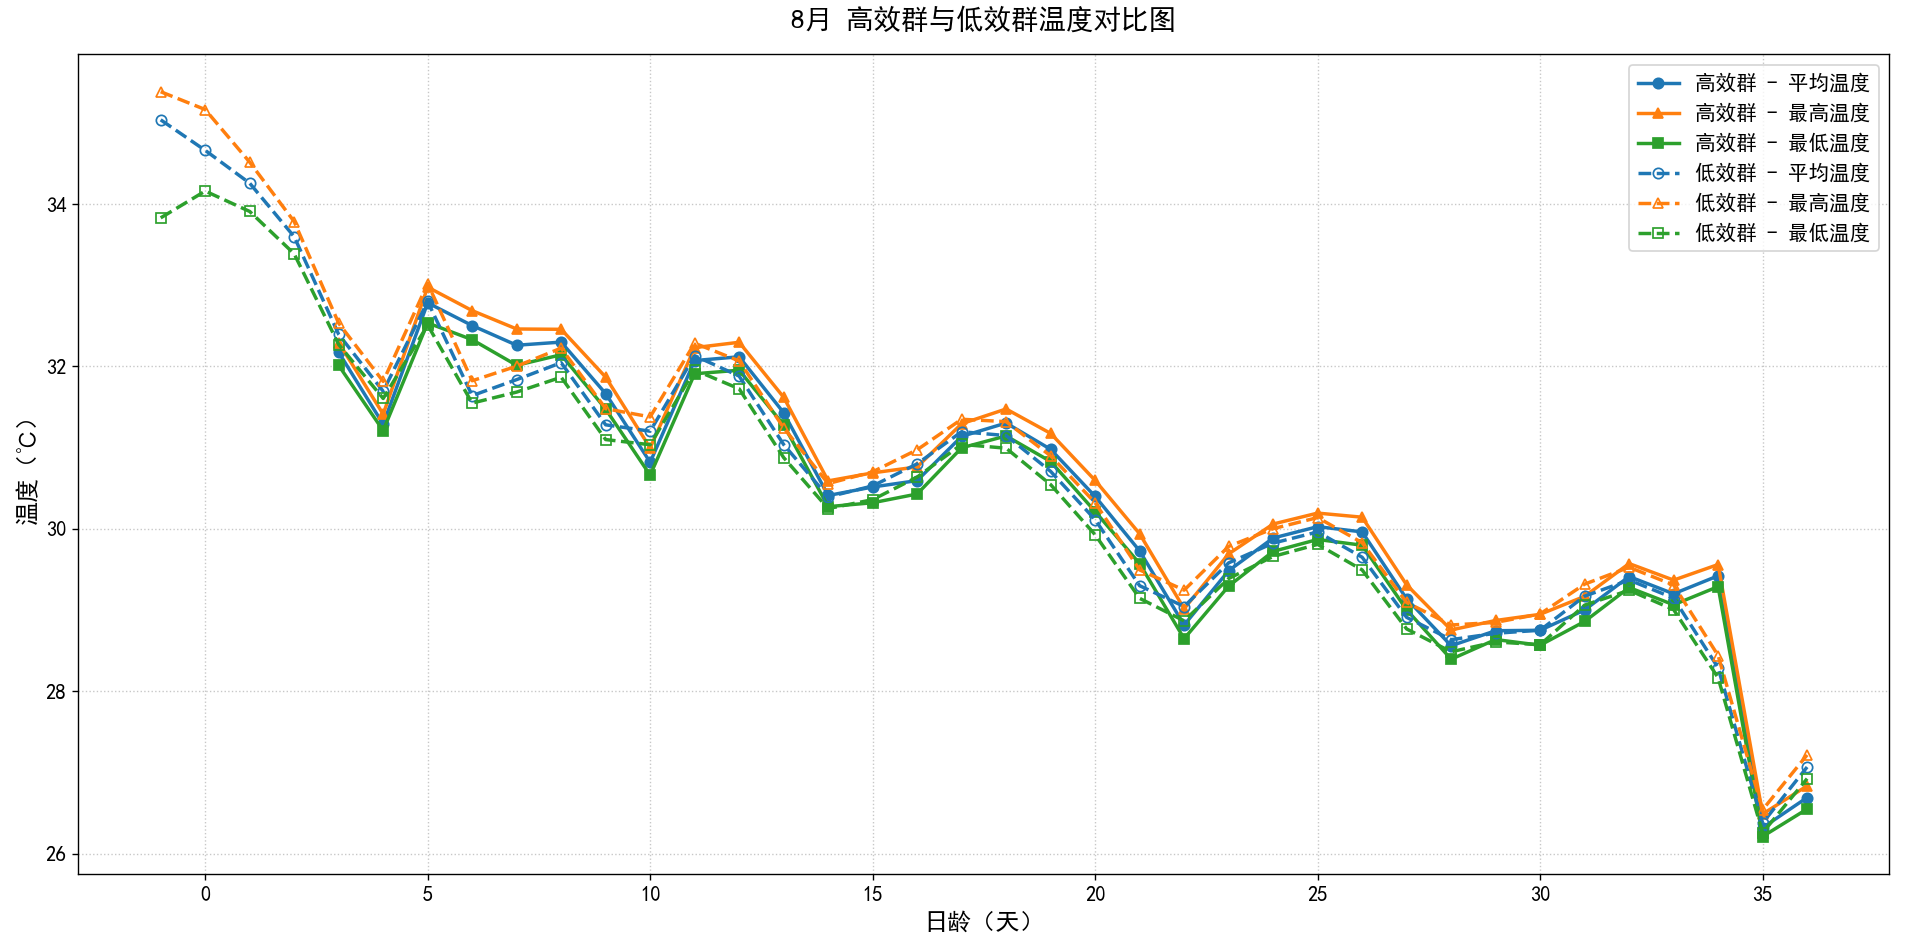 8月 高效群与低效群温度对比图
高效群 - 平均温度
高效群 - 最高温度
高效群 - 最低温度
低效群 - 平均温度
低效群 - 最高温度
低效群 - 最低温度
温度（℃）
34
32
30
28
26
0 5 10 15 20 25 30 35
日龄（天）